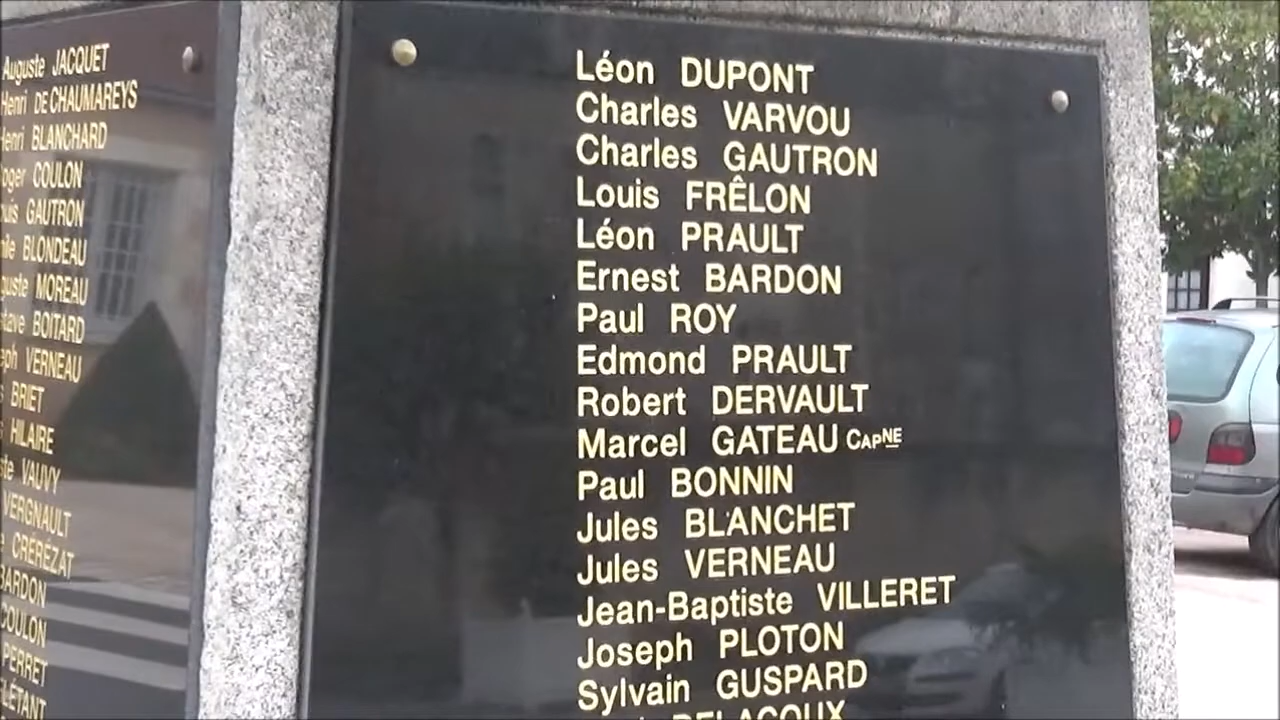 Auguste JACQUET
Henri DE CHAUMAREYS
Henri BLANCHARD
COULON
GAUTRON
BLONDEAU
MOREAU
BOITARD
VERNEAU
BRIET
HILAIRE
VAUVY
VERGNAULT
CRÉRÉZAT
BARDON
COULON
PERRET
Léon DUPONT
Charles VARVOU
Charles GAUTRON
Louis FRÊLON
Léon PRAULT
Ernest BARDON
Paul ROY
Edmond PRAULT
Robert DERVAULT
Marcel GATEAU CAPNE
Paul BONNIN
Jules BLANCHET
Jules VERNEAU
Jean-Baptiste VILLERET
Joseph PLOTON
Sylvain GUSPARD
DELACOUX